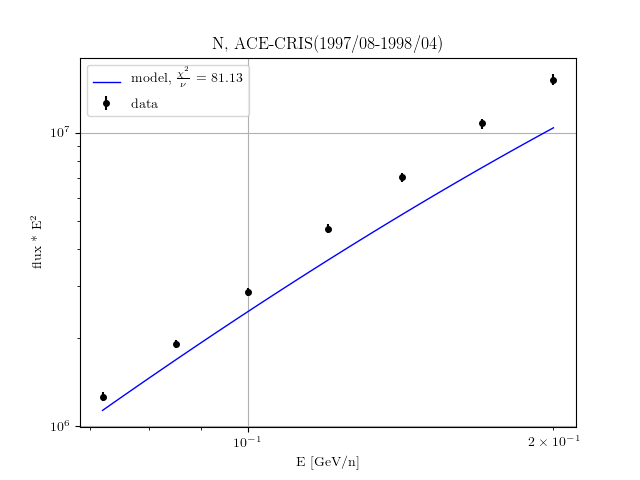 N, ACE-CRIS(1997/08-1998/04)
model, χ²/ν = 81.13
data
10⁷
flux * E²
10⁶
10⁻¹
2 × 10⁻¹
E [GeV/n]